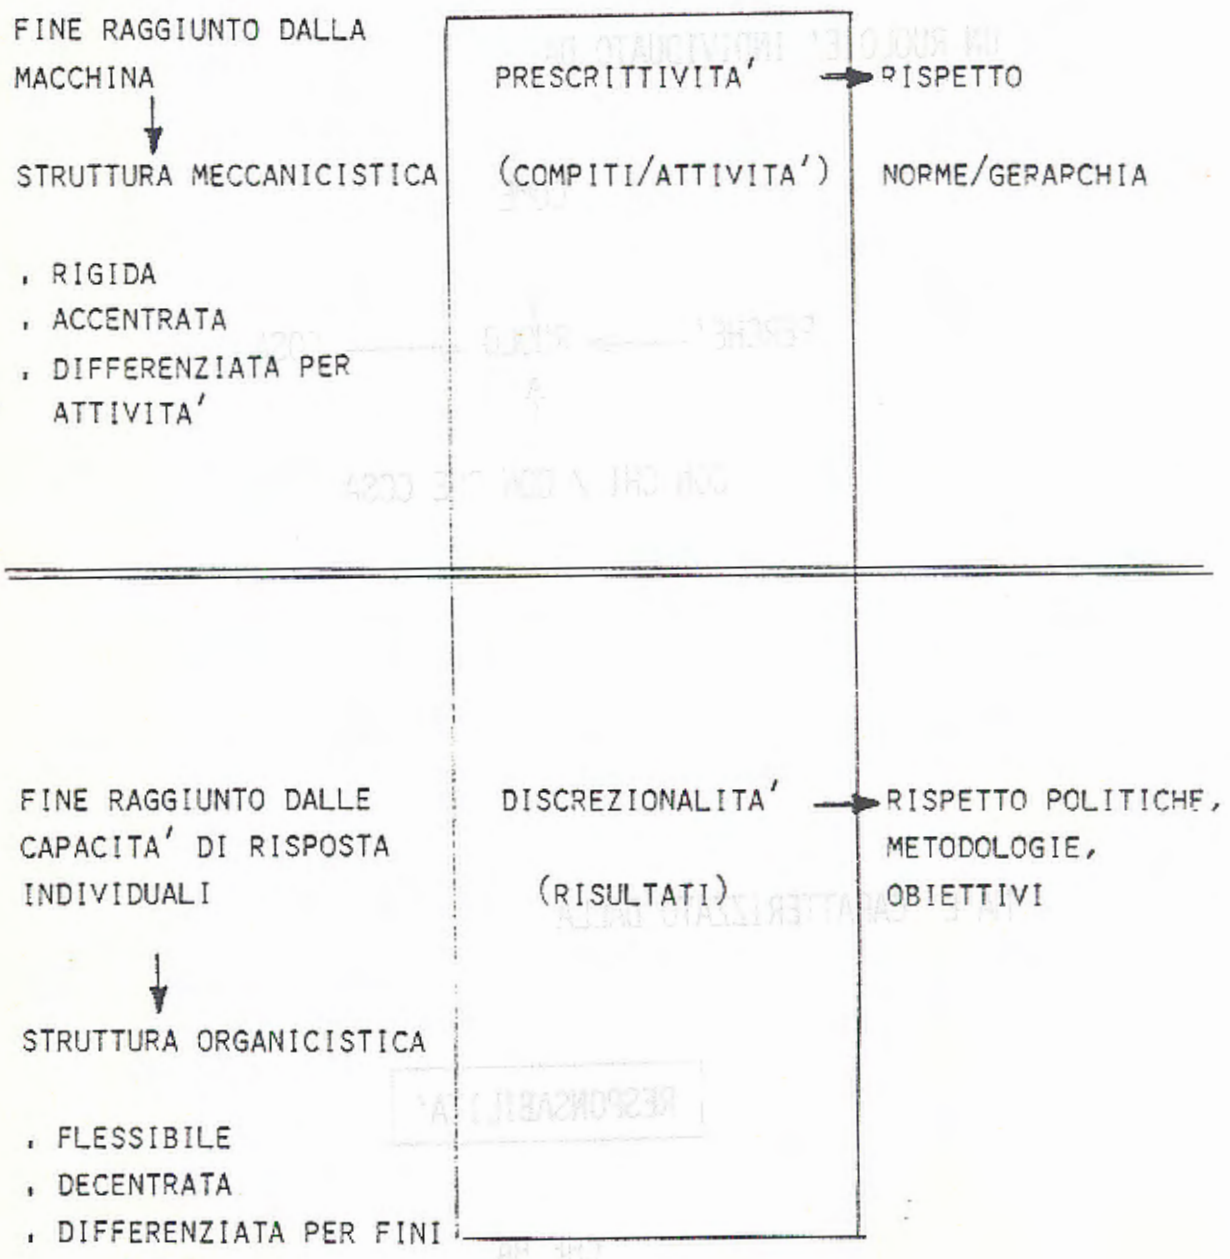 FINE RAGGIUNTO DALLA
MACCHINA
STRUTTURA MECCANICISTICA
. RIGIDA
. ACCENTRATA
. DIFFERENZIATA PER
ATTIVITA'
PRESCRITTIVITA'
(COMPITI/ATTIVITA')
RISPETTO
NORME/GERARCHIA
FINE RAGGIUNTO DALLE
CAPACITA' DI RISPOSTA
INDIVIDUALI
STRUTTURA ORGANICISTICA
. FLESSIBILE
. DECENTRATA
. DIFFERENZIATA PER FINI
DISCREZIONALITA'
(RISULTATI)
RISPETTO POLITICHE,
METODOLOGIE,
OBIETTIVI